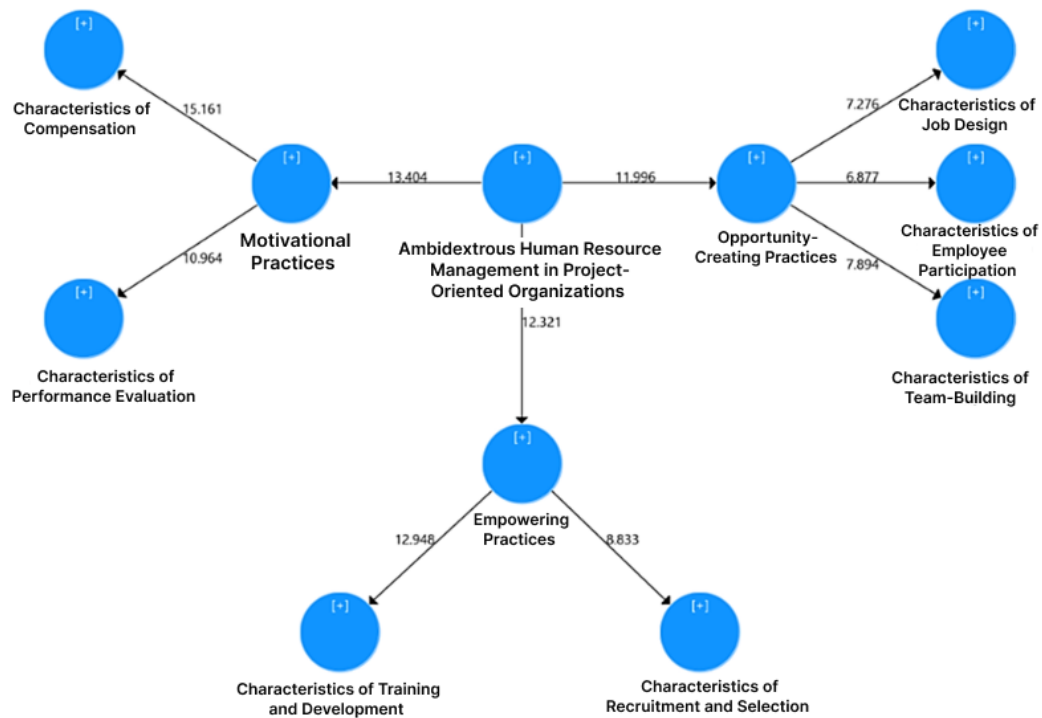 [+]
[+]
Characteristics of
Compensation
15.161
7.276
Characteristics of
Job Design
[+]
[+]
[+]
[+]
13.404
11.996
6.877
Motivational
Practices
Ambidextrous Human Resource
Management in Project-
Oriented Organizations
Opportunity-
Creating Practices
Characteristics of
Employee
Participation
10.964
7.894
[+]
[+]
12.321
Characteristics of
Performance Evaluation
Characteristics of
Team-Building
[+]
Empowering
Practices
12.948
8.833
[+]
[+]
Characteristics of Training
and Development
Characteristics of
Recruitment and Selection